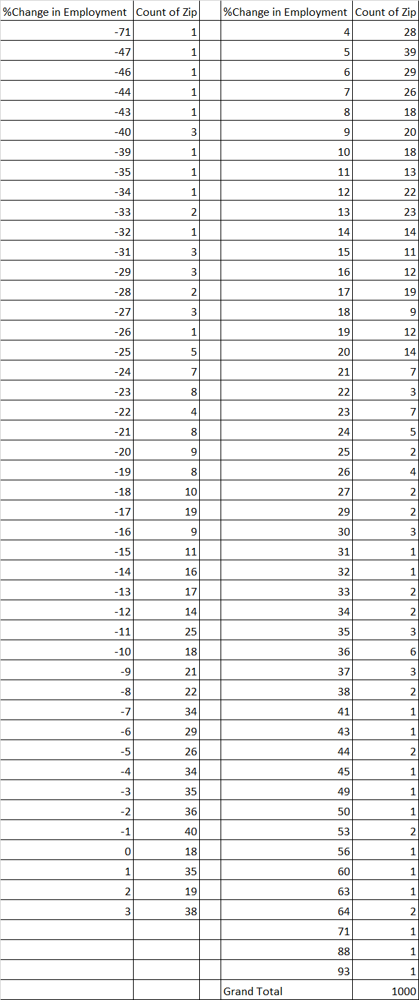 %Change in Employment Count of Zip %Change in Employment Count of Zip
-71 1 4 28
-47 1 5 39
-46 1 6 29
-44 1 7 26
-43 1 8 18
-40 3 9 20
-39 1 10 18
-35 1 11 13
-34 1 12 22
-33 2 13 23
-32 1 14 14
-31 3 15 11
-29 3 16 12
-28 2 17 19
-27 3 18 9
-26 1 19 12
-25 5 20 14
-24 7 21 7
-23 8 22 3
-22 4 23 7
-21 8 24 5
-20 9 25 2
-19 8 26 4
-18 10 27 2
-17 19 29 2
-16 9 30 3
-15 11 31 1
-14 16 32 1
-13 17 33 2
-12 14 34 2
-11 25 35 3
-10 18 36 6
-9 21 37 3
-8 22 38 2
-7 34 41 1
-6 29 43 1
-5 26 44 2
-4 34 45 1
-3 35 49 1
-2 36 50 1
-1 40 53 2
0 18 56 1
1 35 60 1
2 19 63 1
3 38 64 2
71 1
88 1
93 1
Grand Total 1000